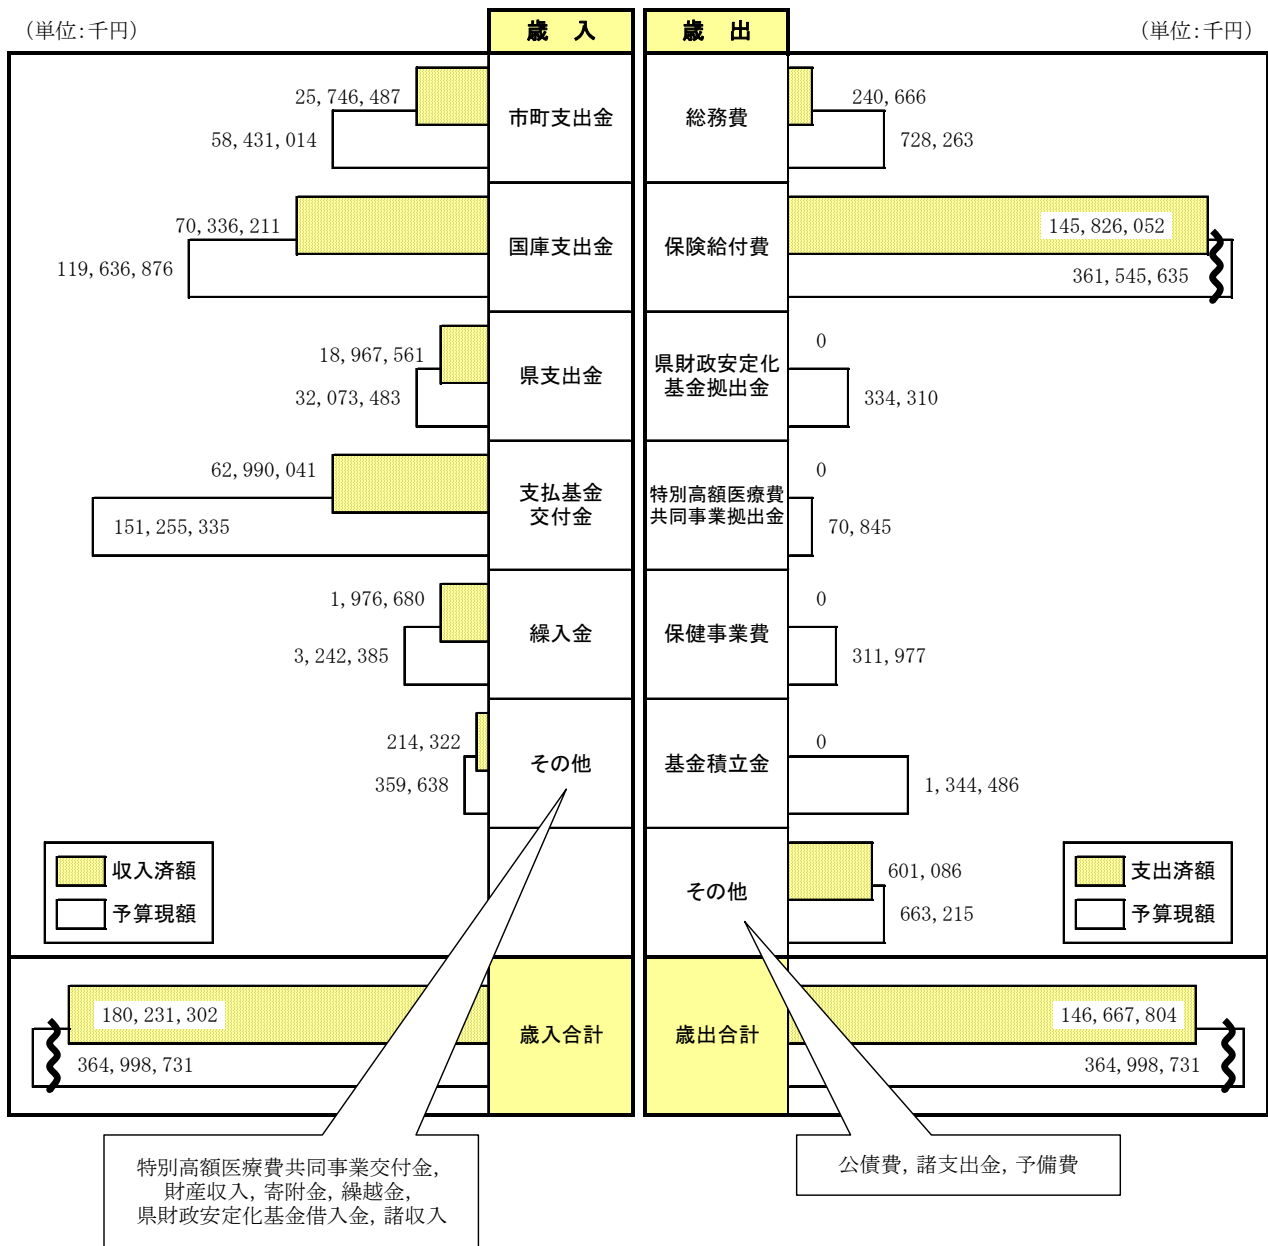 (単位:千円)
歳 入
25,746,487
58,431,014
市町支出金
70,336,211
119,636,876
国庫支出金
18,967,561
32,073,483
県支出金
62,990,041
151,255,335
支払基金
交付金
1,976,680
3,242,385
繰入金
214,322
359,638
その他
収入済額
予算現額
180,231,302
364,998,731
歳入合計
特別高額医療費共同事業交付金,
財産収入, 寄附金, 繰越金,
県財政安定化基金借入金, 諸収入
歳 出
(単位:千円)
総務費
240,666
728,263
保険給付費
145,826,052
361,545,635
県財政安定化
基金拠出金
0
334,310
特別高額医療費
共同事業拠出金
0
70,845
保健事業費
0
311,977
基金積立金
0
1,344,486
その他
601,086
663,215
支出済額
予算現額
歳出合計
146,667,804
364,998,731
公債費, 諸支出金, 予備費